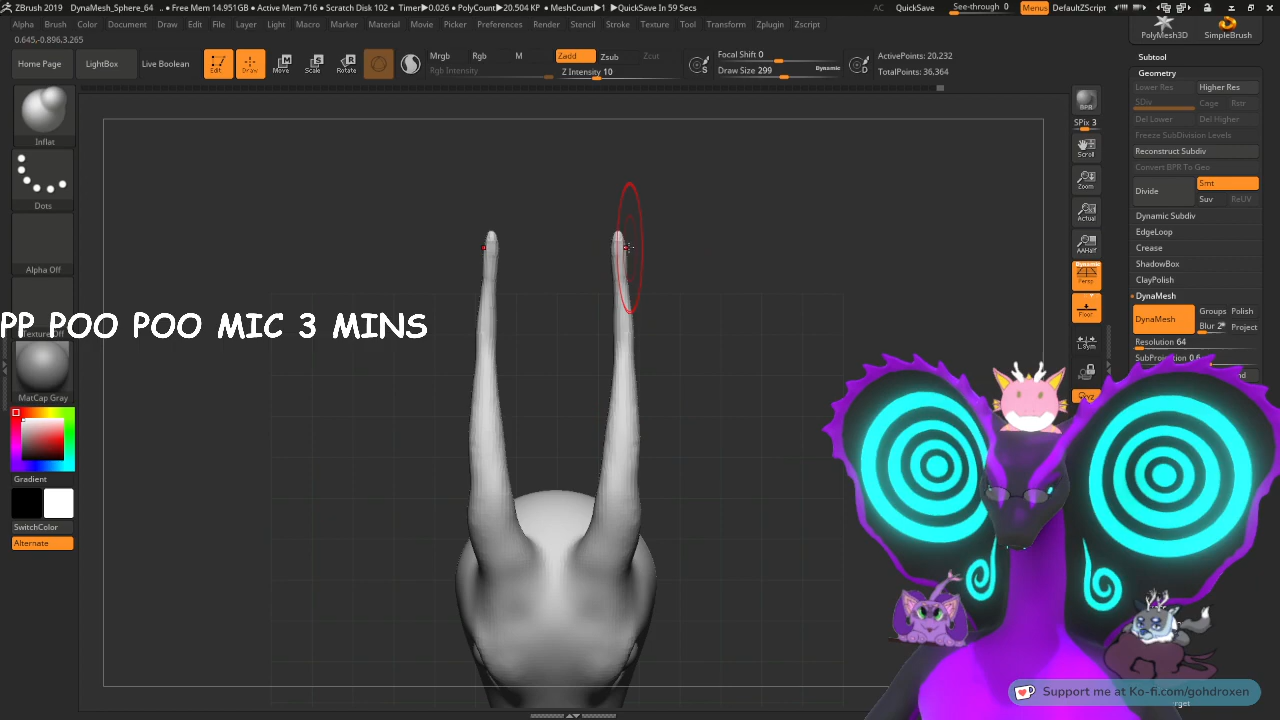 ZBrush 2019 DynaMesh_Sphere_64 .. • Free Mem 14.951GB • Active Mem 716 • Scratch Disk 102 • Timer▶0.026 • PolyCount▶20.504 KP • MeshCount▶1 ▶QuickSave In 59 Secs AC QuickSave See-through 0 Menus DefaultZScript
Alpha Brush Color Document Draw Edit File Geometry Layer Light Macro Marker Material Movie Picker Preferences Render Stencil Stroke Texture Tool Transform Zplugin Zscript
0.645,-0.896,3.265
Home Page LightBox Live Boolean Edit Draw Move Scale Rotate
Mrgb Rgb M Zadd Zsub Zcut
Rgb Intensity Z Intensity 10
Focal Shift 0
Draw Size 299 Dynamic
ActivePoints: 20,232
TotalPoints: 36,364
S
D
Inflat
Dots
Alpha Off
Texture Off
PP POO POO MIC 3 MINS
MatCap Gray
Gradient
SwitchColor
Alternate
BPR
SPix 3
Scroll
Zoom
Actual
AAHalf
Dynamic
Persp
Floor
L.Sym
PolyMesh3D SimpleBrush
Subtool
Geometry
Lower Res Higher Res
SDiv Cage Rstr
Del Lower Del Higher
Freeze SubDivision Levels
Reconstruct Subdiv
Convert BPR To Geo
Divide Smt
Suv ReUV
Dynamic Subdiv
EdgeLoop
Crease
ShadowBox
ClayPolish
DynaMesh
DynaMesh Groups Polish
Blur 2 Project
Resolution 64
SubProjection 0.6
Support me at Ko-fi.com/gohdroxen